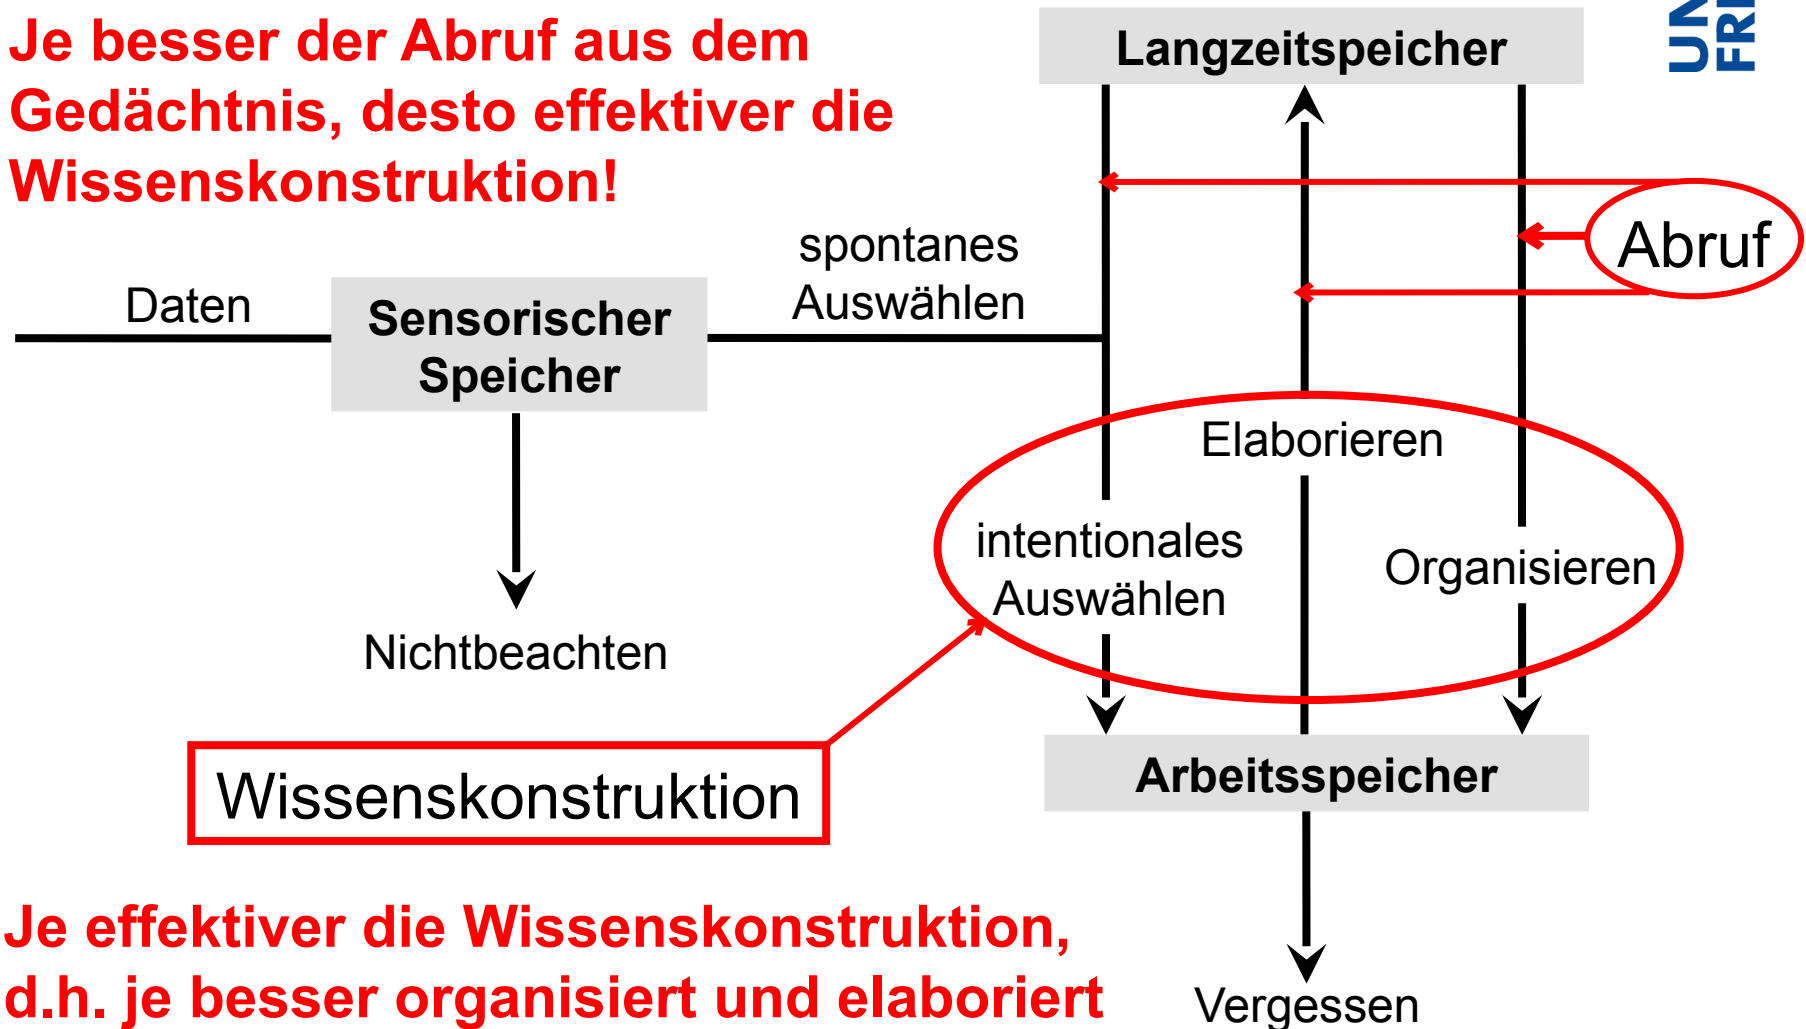 Je besser der Abruf aus dem
Gedächtnis, desto effektiver die
Wissenskonstruktion!
Langzeitspeicher
Abruf
spontanes
Auswählen
Daten
Sensorischer
Speicher
Elaborieren
intentionales
Auswählen
Organisieren
Nichtbeachten
Wissenskonstruktion
Arbeitsspeicher
Je effektiver die Wissenskonstruktion,
d.h. je besser organisiert und elaboriert
Vergessen